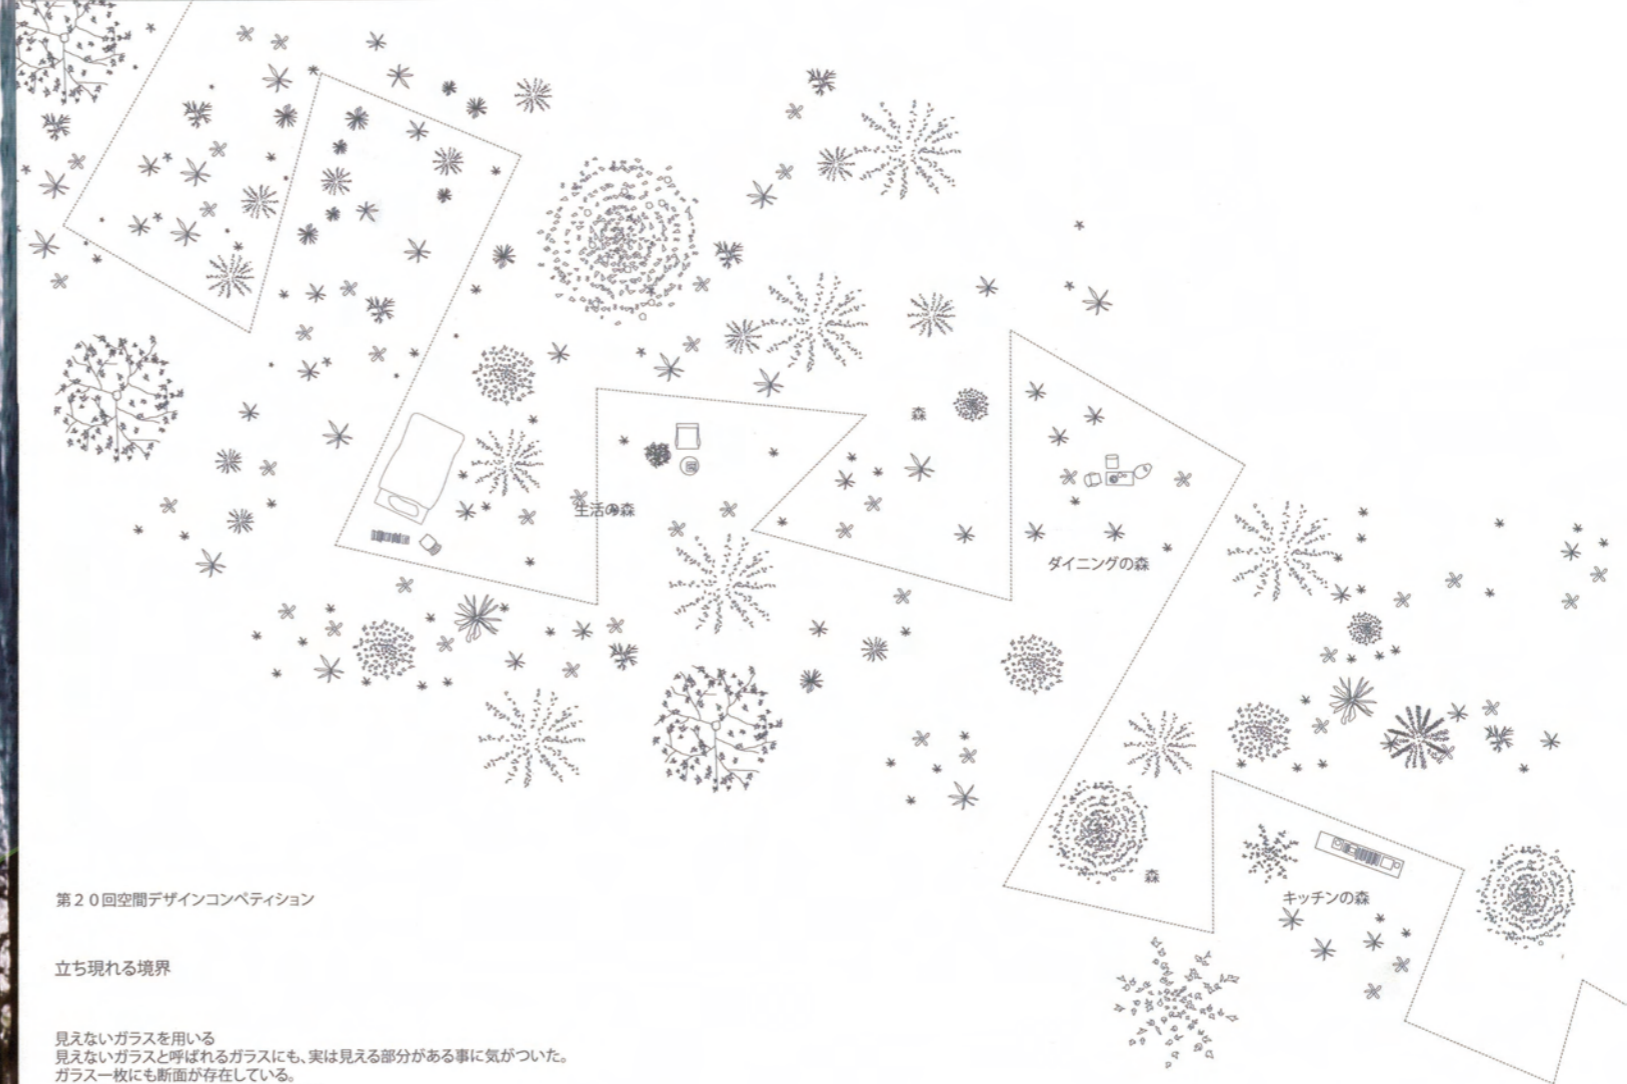 森
生活の森
ダイニングの森
森
キッチンの森
第20回空間デザインコンペティション
立ち現れる境界
見えないガラスを用いる
見えないガラスと呼ばれるガラスにも、実は見える部分がある事に気がついた。
ガラス一枚にも断面が存在している。